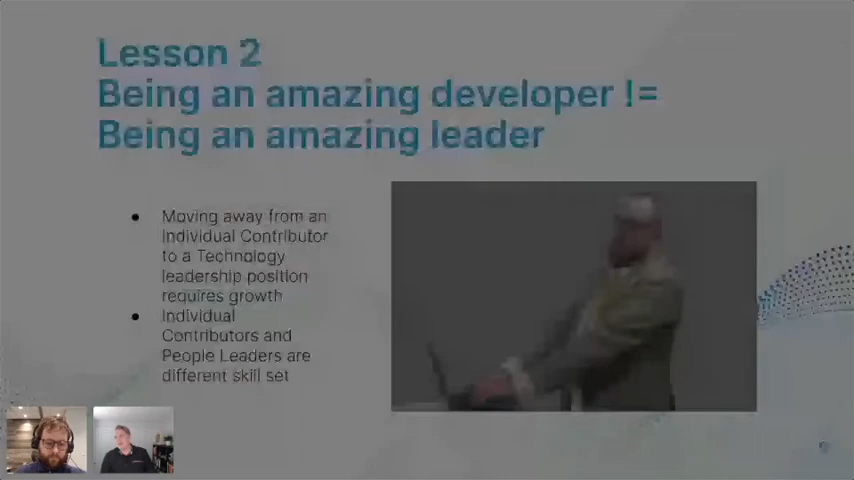 Lesson 2
Being an amazing developer !=
Being an amazing leader
● Moving away from an
Individual Contributor
to a Technology
leadership position
requires growth
● Individual
Contributors and
People Leaders are
different skill set